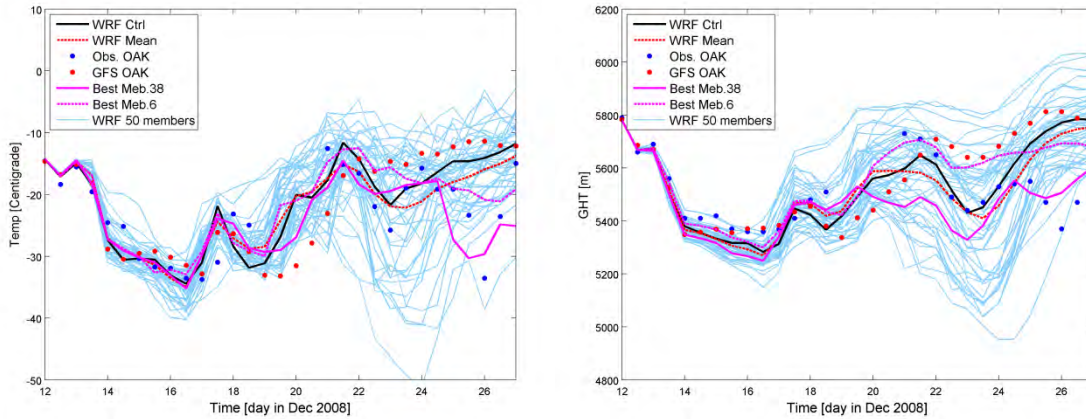 10
0
-10
-20
-30
-40
-50
Temp [Centigrade]
WRF Ctrl
WRF Mean
Obs. OAK
GFS OAK
Best Meb.38
Best Meb.6
WRF 50 members
12 14 16 18 20 22 24 26
Time [day in Dec 2008]
6200
6000
5800
5600
5400
5200
5000
4800
GHT [m]
WRF Ctrl
WRF Mean
Obs. OAK
GFS OAK
Best Meb.38
Best Meb.6
WRF 50 members
12 14 16 18 20 22 24 26
Time [day in Dec 2008]